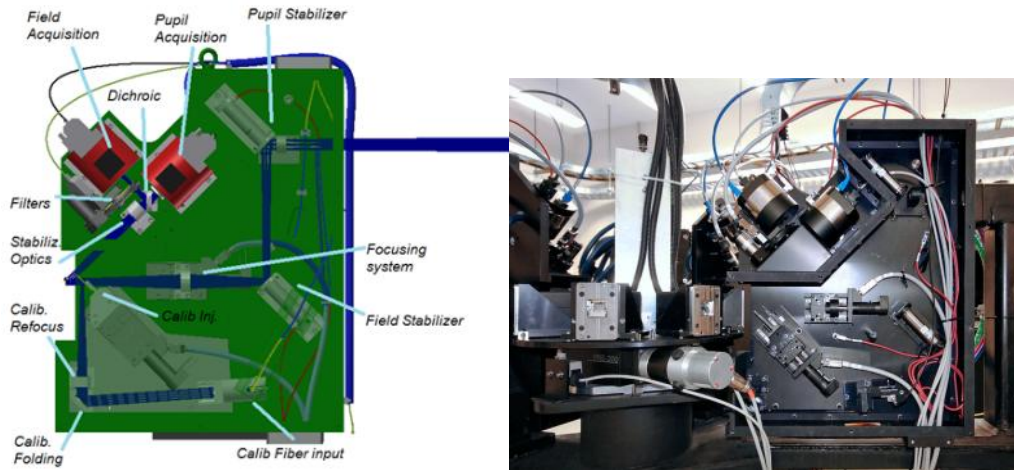 Field
Acquisition
Pupil
Acquisition
Pupil Stabilizer
Dichroic
Filters
Stabiliz.
Optics
Focusing
system
Calib.
Refocus
Calib Inj.
Field Stabilizer
Calib.
Folding
Calib Fiber input